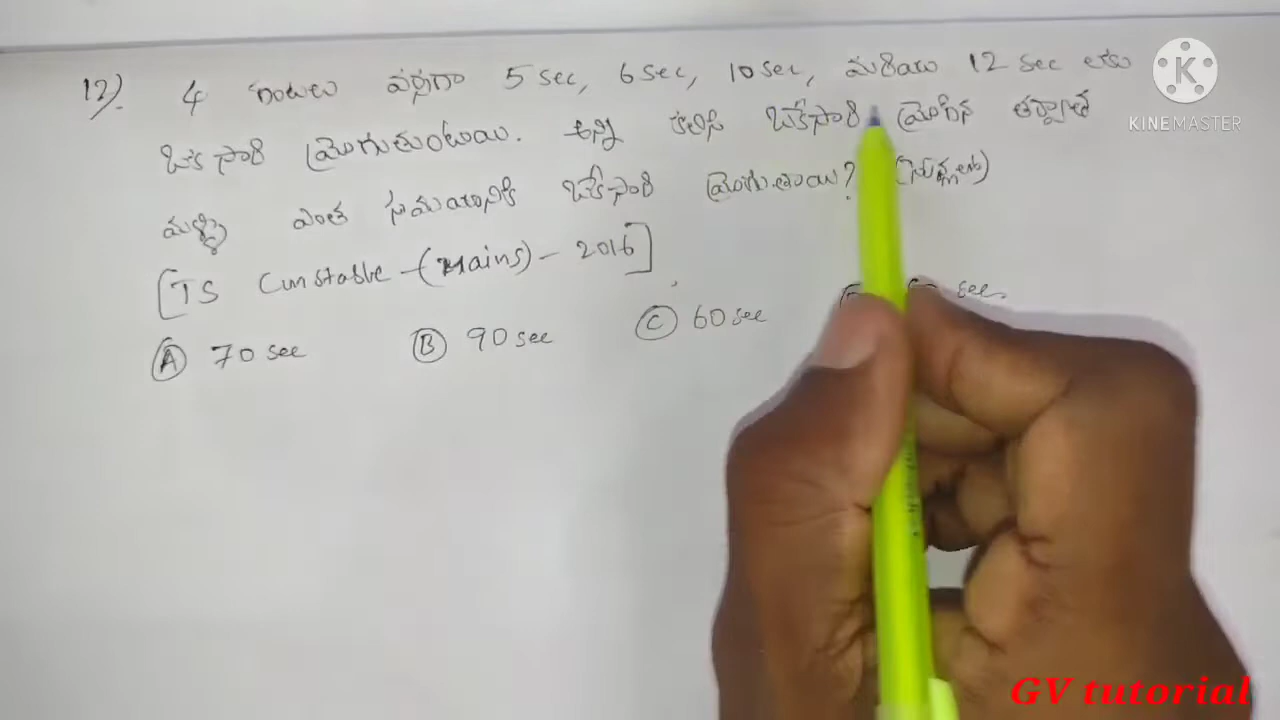 12). 4 గంటలు వరుసగా 5 sec, 6 sec, 10 sec, మరియు 12 sec లకు
ఒకసారి మ్రోగుతుంటాయి. అన్ని కలిసి ఒకేసారి మ్రోగిన తర్వాత
మళ్ళీ ఎంత సమయానికి ఒకేసారి మ్రోగుతాయి?
[TS Constable - (Mains) - 2016]
Ⓐ 70 sec Ⓑ 90 sec Ⓒ 60 sec sec.
KINEMASTER
GV tutorial